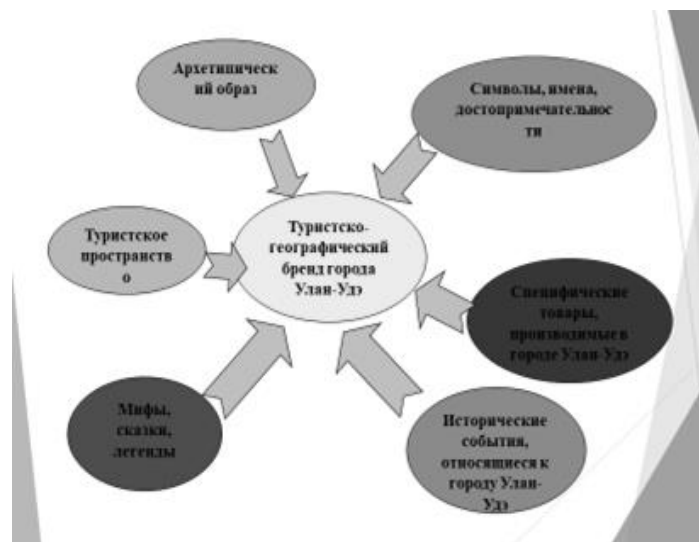 Архетипическ
ий образ
Символы, имена,
достопримечательнос
ти
Туристское
пространств
о
Туристско-
географический
бренд города
Улан-Удэ
Специфические
товары,
производимые в
городе Улан-Удэ
Мифы,
сказки,
легенды
Исторические
события,
относящиеся к
городу Улан-
Удэ